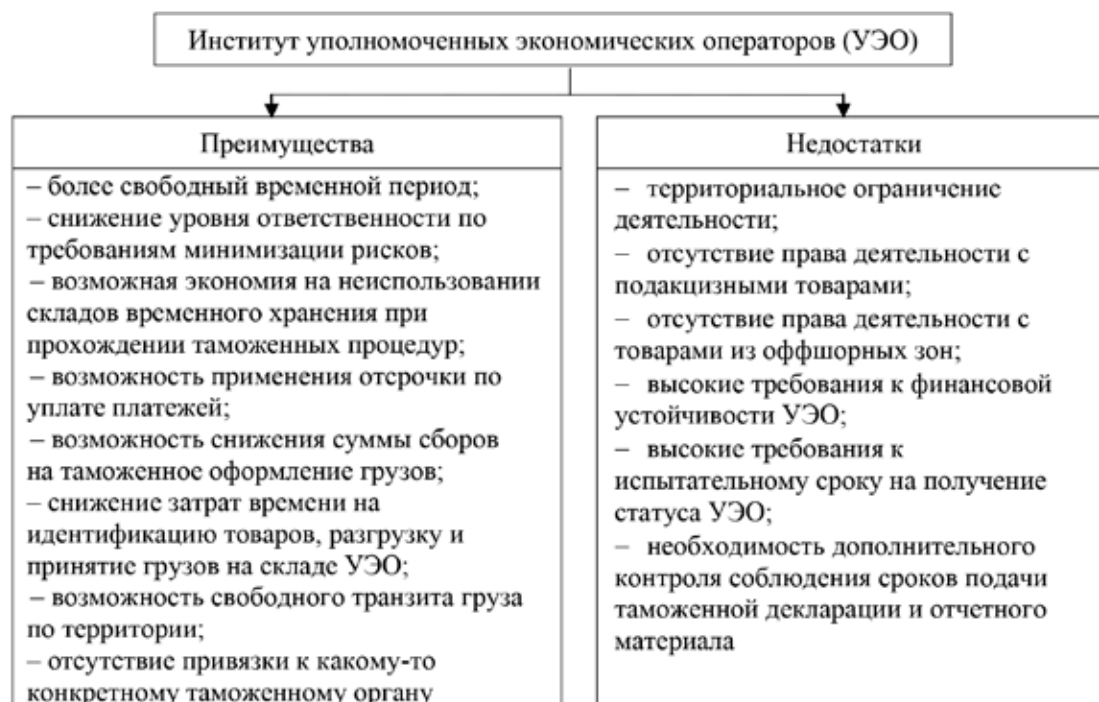 Институт уполномоченных экономических операторов (УЭО)
Преимущества
– более свободный временной период;
– снижение уровня ответственности по
требованиям минимизации рисков;
– возможная экономия на неиспользовании
складов временного хранения при
прохождении таможенных процедур;
– возможность применения отсрочки по
уплате платежей;
– возможность снижения суммы сборов
на таможенное оформление грузов;
– снижение затрат времени на
идентификацию товаров, разгрузку и
принятие грузов на складе УЭО;
– возможность свободного транзита груза
по территории;
– отсутствие привязки к какому-то
конкретному таможенному органу
Недостатки
– территориальное ограничение
деятельности;
– отсутствие права деятельности с
подакцизными товарами;
– отсутствие права деятельности с
товарами из оффшорных зон;
– высокие требования к финансовой
устойчивости УЭО;
– высокие требования к
испытательному сроку на получение
статуса УЭО;
– необходимость дополнительного
контроля соблюдения сроков подачи
таможенной декларации и отчетного
материала